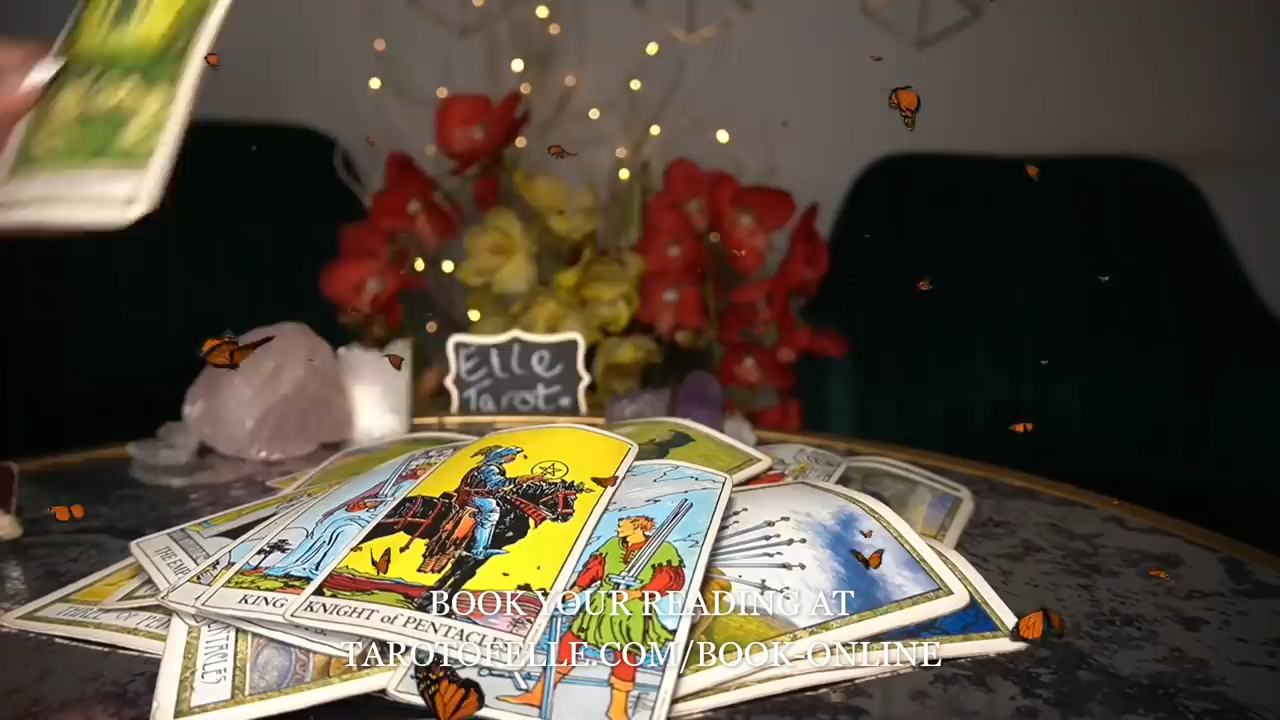 Elle
Tarot.
KING
KNIGHT of PENTACLES
BOOK YOUR READING AT
TAROTOFELLE.COM/BOOK-ONLINE